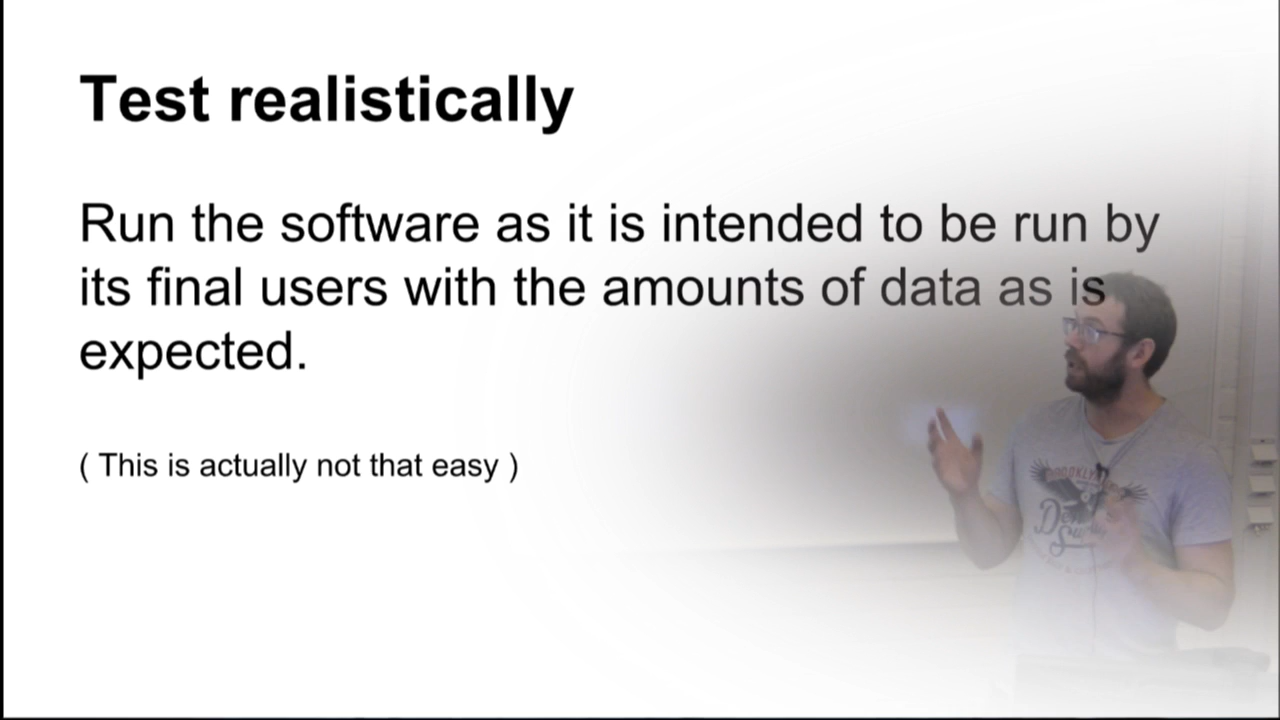 Test realistically
Run the software as it is intended to be run by
its final users with the amounts of data as is
expected.
( This is actually not that easy )
BROOKLYN